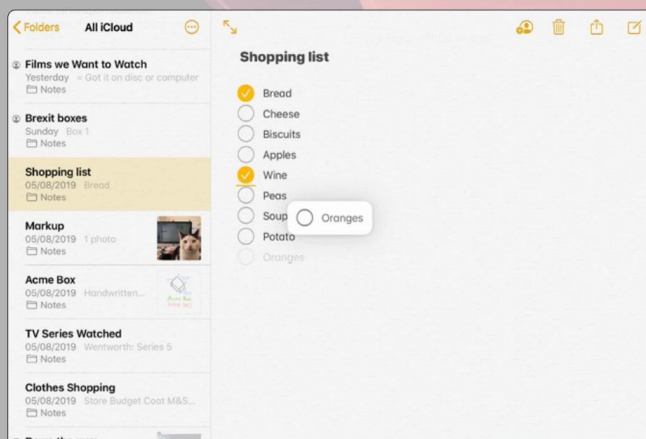 Folders
All iCloud
Films we Want to Watch
Yesterday = Got it on disc or computer
Notes
Brexit boxes
Sunday Box 1
Notes
Shopping list
05/08/2019 Bread
Notes
Markup
05/08/2019 1 photo
Notes
Acme Box
05/08/2019 Handwritten...
Notes
TV Series Watched
05/08/2019 Wentworth: Series 5
Notes
Clothes Shopping
05/08/2019 Store Budget Coat M&S...
Notes
Shopping list
Bread
Cheese
Biscuits
Apples
Wine
Peas
Soup
Oranges
Potato
Oranges